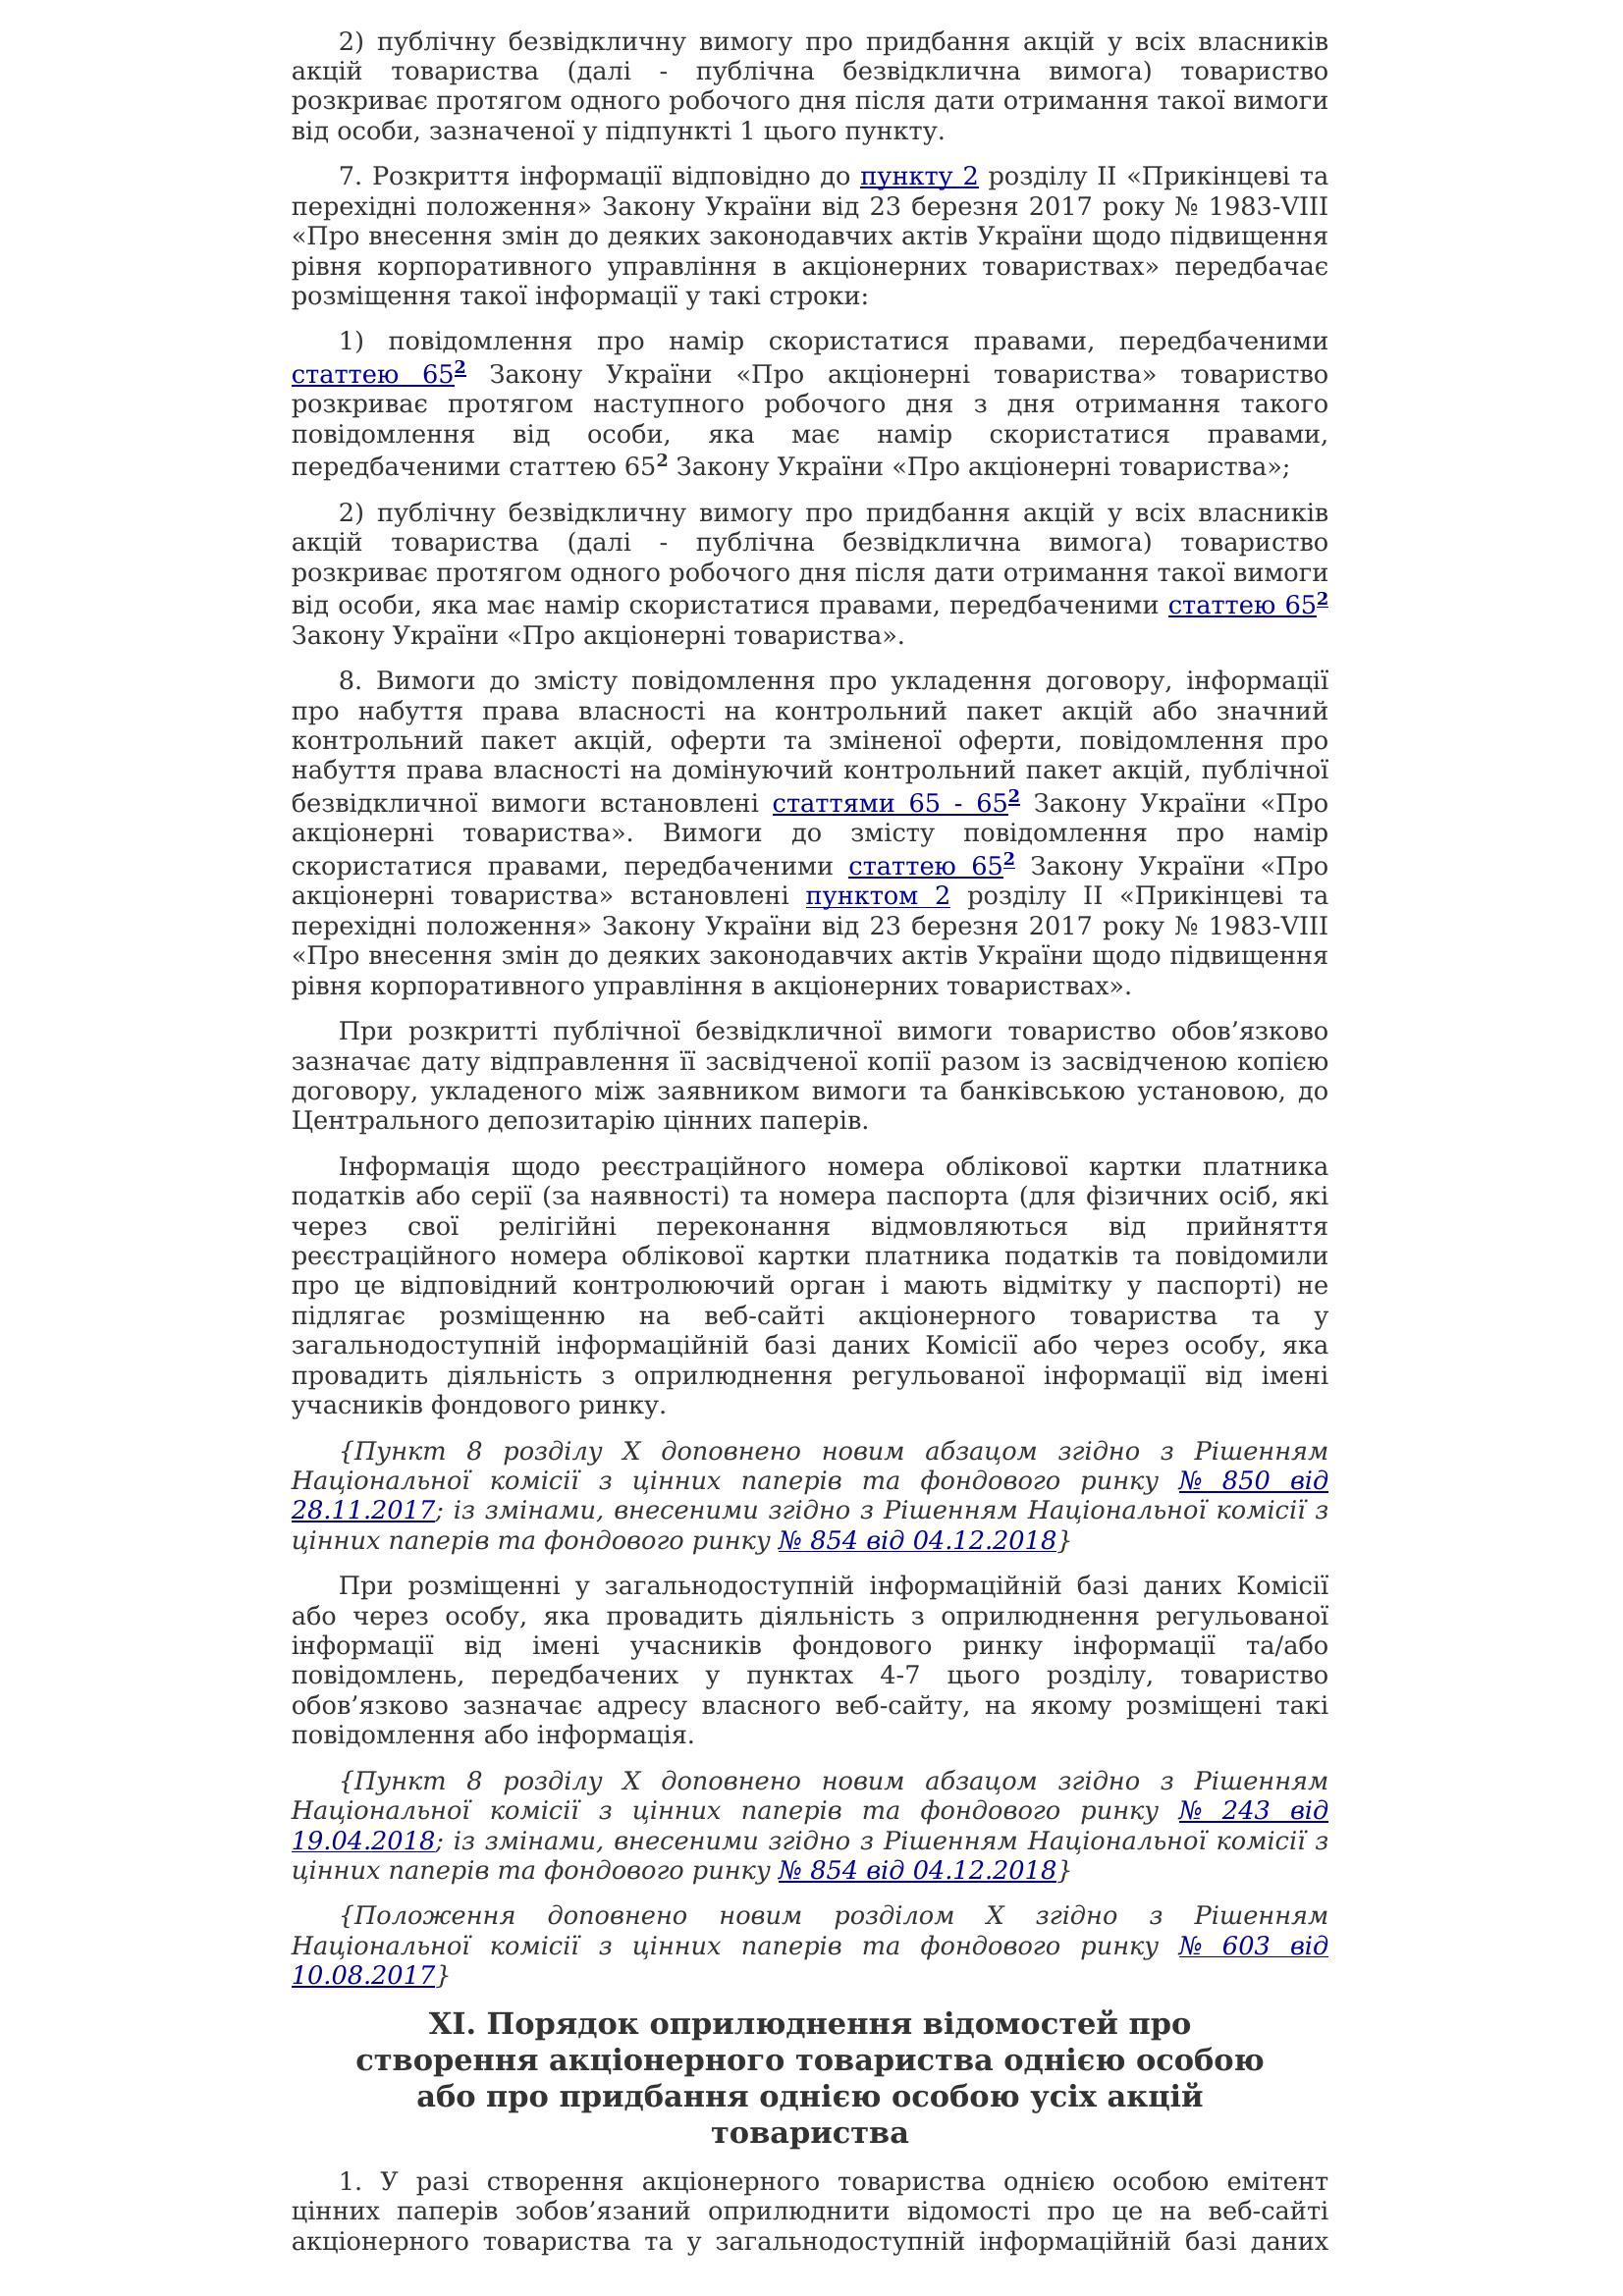 2) публічну безвідкличну вимогу про придбання акцій у всіх власників
акцій товариства (далі - публічна безвідклична вимога) товариство
розкриває протягом одного робочого дня після дати отримання такої вимоги
від особи, зазначеної у підпункті 1 цього пункту.
7. Розкриття інформації відповідно до пункту 2 розділу II «Прикінцеві та
перехідні положення» Закону України від 23 березня 2017 року № 1983-VIII
«Про внесення змін до деяких законодавчих актів України щодо підвищення
рівня корпоративного управління в акціонерних товариствах» передбачає
розміщення такої інформації у такі строки:
1) повідомлення про намір скористатися правами, передбаченими
статтею 65² Закону України «Про акціонерні товариства» товариство
розкриває протягом наступного робочого дня з дня отримання такого
повідомлення від особи, яка має намір скористатися правами,
передбаченими статтею 65² Закону України «Про акціонерні товариства»;
2) публічну безвідкличну вимогу про придбання акцій у всіх власників
акцій товариства (далі - публічна безвідклична вимога) товариство
розкриває протягом одного робочого дня після дати отримання такої вимоги
від особи, яка має намір скористатися правами, передбаченими статтею 65²
Закону України «Про акціонерні товариства».
8. Вимоги до змісту повідомлення про укладення договору, інформації
про набуття права власності на контрольний пакет акцій або значний
контрольний пакет акцій, оферти та зміненої оферти, повідомлення про
набуття права власності на домінуючий контрольний пакет акцій, публічної
безвідкличної вимоги встановлені статтями 65 - 65² Закону України «Про
акціонерні товариства». Вимоги до змісту повідомлення про намір
скористатися правами, передбаченими статтею 65² Закону України «Про
акціонерні товариства» встановлені пунктом 2 розділу II «Прикінцеві та
перехідні положення» Закону України від 23 березня 2017 року № 1983-VIII
«Про внесення змін до деяких законодавчих актів України щодо підвищення
рівня корпоративного управління в акціонерних товариствах».
При розкритті публічної безвідкличної вимоги товариство обов’язково
зазначає дату відправлення її засвідченої копії разом із засвідченою копією
договору, укладеного між заявником вимоги та банківською установою, до
Центрального депозитарію цінних паперів.
Інформація щодо реєстраційного номера облікової картки платника
податків або серії (за наявності) та номера паспорта (для фізичних осіб, які
через свої релігійні переконання відмовляються від прийняття
реєстраційного номера облікової картки платника податків та повідомили
про це відповідний контролюючий орган і мають відмітку у паспорті) не
підлягає розміщенню на веб-сайті акціонерного товариства та у
загальнодоступній інформаційній базі даних Комісії або через особу, яка
провадить діяльність з оприлюднення регульованої інформації від імені
учасників фондового ринку.
{Пункт 8 розділу X доповнено новим абзацом згідно з Рішенням
Національної комісії з цінних паперів та фондового ринку № 850 від
28.11.2017; із змінами, внесеними згідно з Рішенням Національної комісії з
цінних паперів та фондового ринку № 854 від 04.12.2018}
При розміщенні у загальнодоступній інформаційній базі даних Комісії
або через особу, яка провадить діяльність з оприлюднення регульованої
інформації від імені учасників фондового ринку інформації та/або
повідомлень, передбачених у пунктах 4-7 цього розділу, товариство
обов’язково зазначає адресу власного веб-сайту, на якому розміщені такі
повідомлення або інформація.
{Пункт 8 розділу X доповнено новим абзацом згідно з Рішенням
Національної комісії з цінних паперів та фондового ринку № 243 від
19.04.2018; із змінами, внесеними згідно з Рішенням Національної комісії з
цінних паперів та фондового ринку № 854 від 04.12.2018}
{Положення доповнено новим розділом X згідно з Рішенням
Національної комісії з цінних паперів та фондового ринку № 603 від
10.08.2017}
XI. Порядок оприлюднення відомостей про
створення акціонерного товариства однією особою
або про придбання однією особою усіх акцій
товариства
1. У разі створення акціонерного товариства однією особою емітент
цінних паперів зобов’язаний оприлюднити відомості про це на веб-сайті
акціонерного товариства та у загальнодоступній інформаційній базі даних